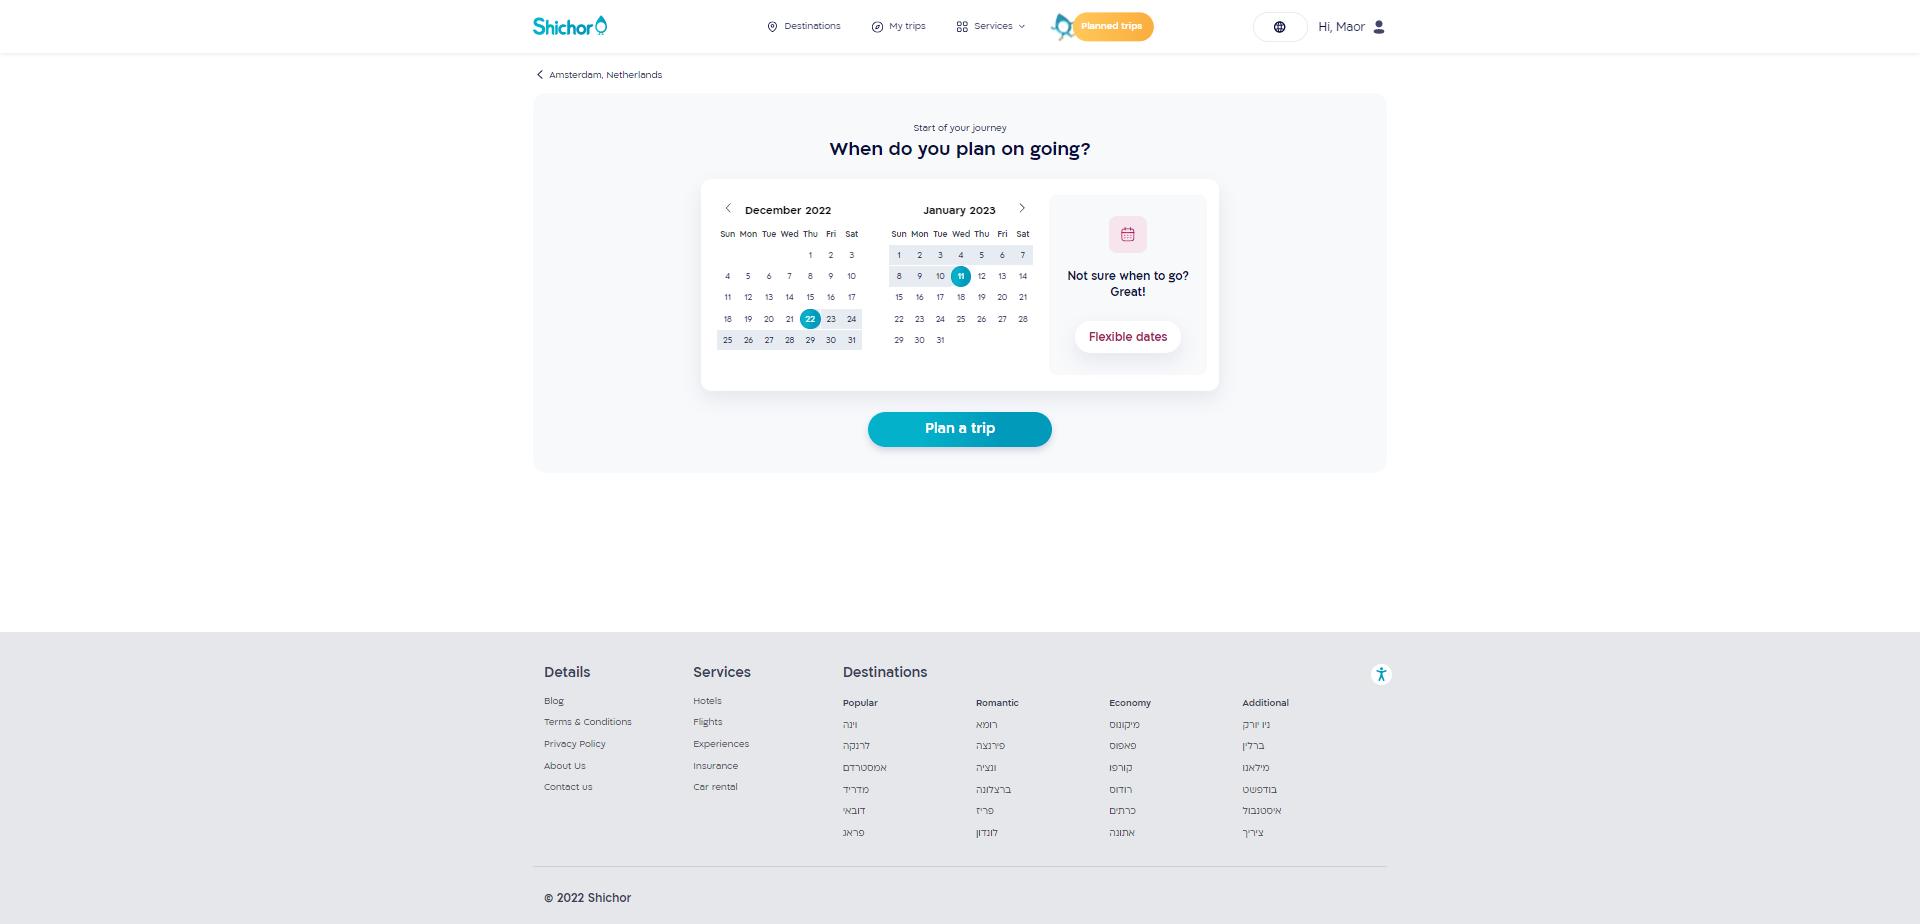 Shichor
Destinations
My trips
Services
Planned trips
Hi, Maor
Amsterdam, Netherlands
Start of your journey
When do you plan on going?
December 2022
Sun Mon Tue Wed Thu Fri Sat
1 2 3
4 5 6 7 8 9 10
11 12 13 14 15 16 17
18 19 20 21 22 23 24
25 26 27 28 29 30 31
January 2023
Sun Mon Tue Wed Thu Fri Sat
1 2 3 4 5 6 7
8 9 10 11 12 13 14
15 16 17 18 19 20 21
22 23 24 25 26 27 28
29 30 31
Not sure when to go?
Great!
Flexible dates
Plan a trip
Details
Blog
Terms & Conditions
Privacy Policy
About Us
Contact us
Services
Hotels
Flights
Experiences
Insurance
Car rental
Destinations
Popular
וינה
לרנקה
אמסטרדם
מדריד
דובאי
פראג
Romantic
רומא
פירנצה
ונציה
ברצלונה
פריז
לונדון
Economy
מיקונוס
פאפוס
קורפו
רודוס
כרתים
אתונה
Additional
ניו יורק
ברלין
מילאנו
בודפשט
איסטנבול
ציריך
© 2022 Shichor